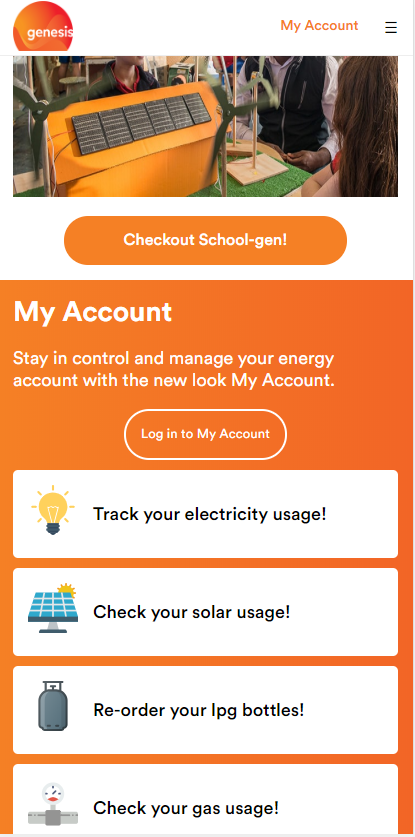 genesis
My Account
Checkout School-gen!
My Account
Stay in control and manage your energy
account with the new look My Account.
Log in to My Account
Track your electricity usage!
Check your solar usage!
Re-order your lpg bottles!
Check your gas usage!